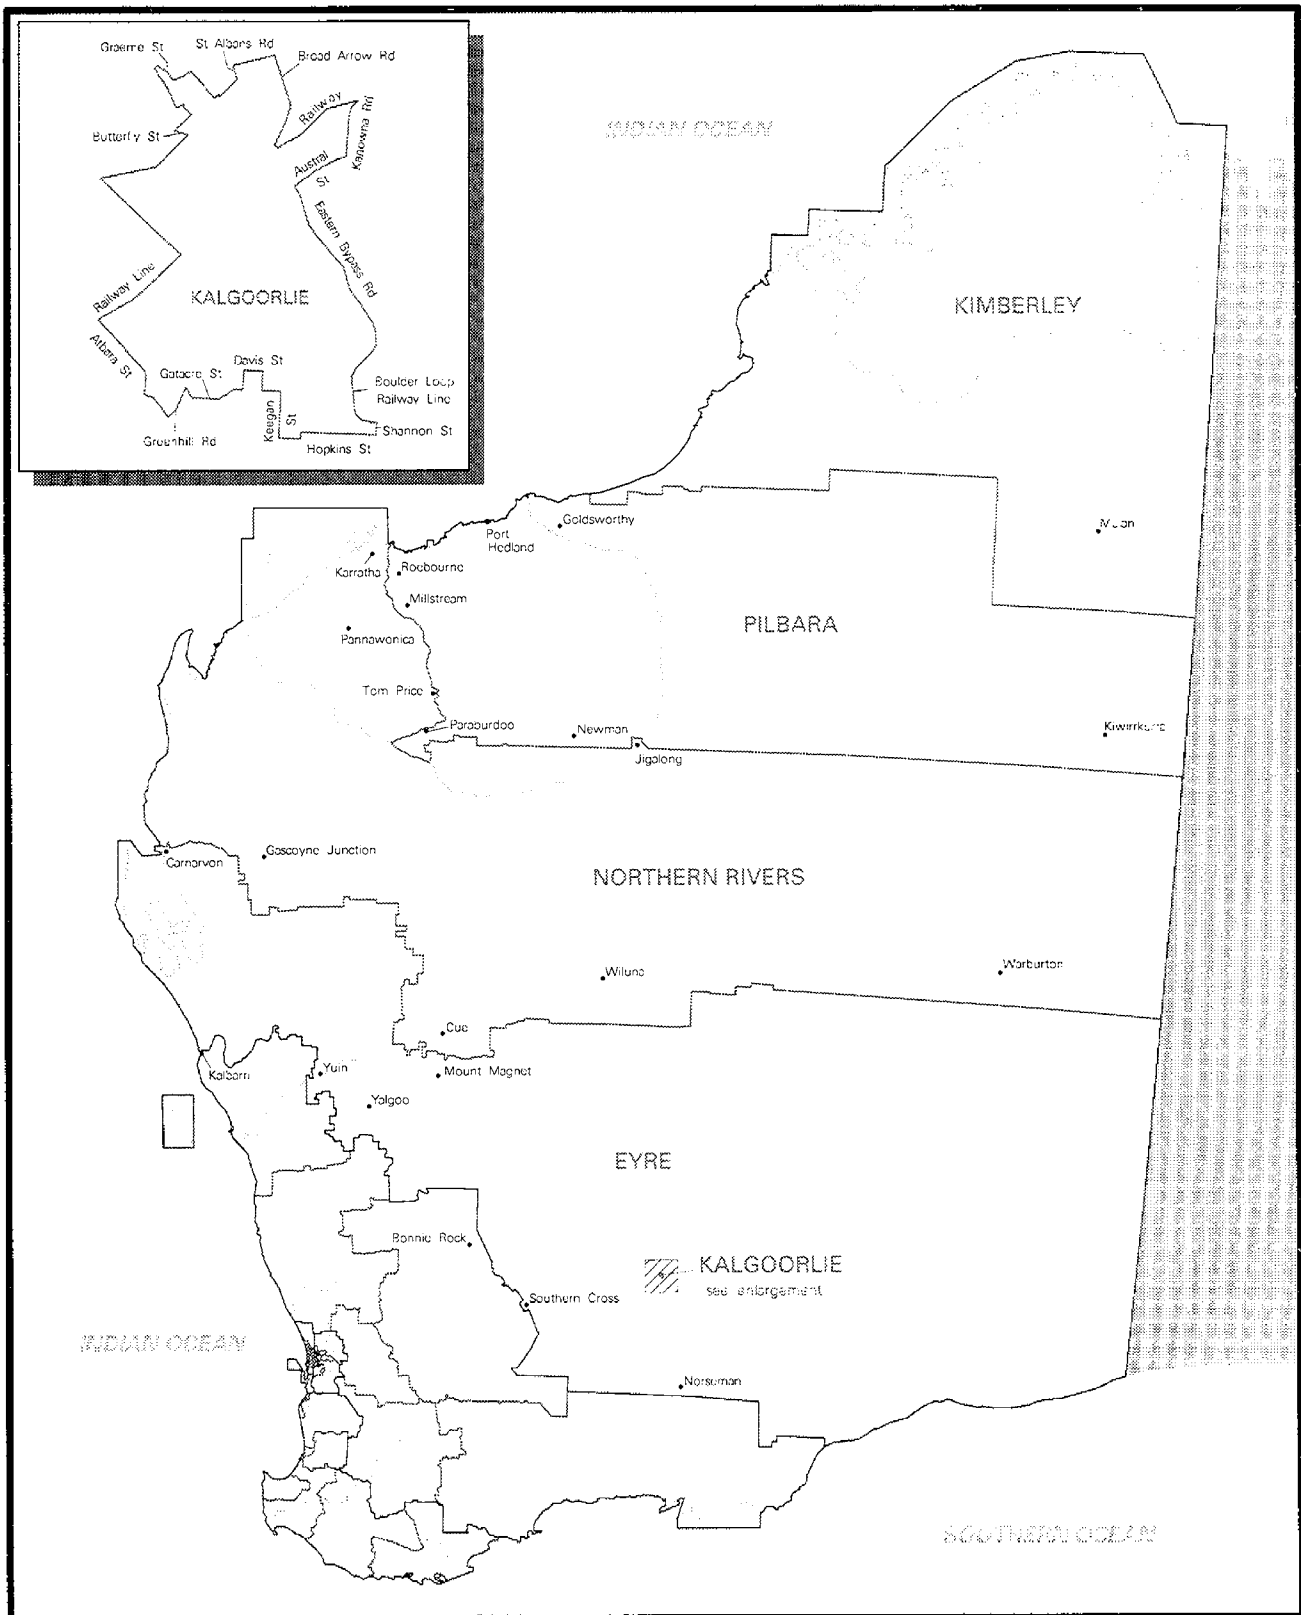 Graeme St
St Albans Rd
Broad Arrow Rd
Railway
Kanowna Rd
Butterfly St
Austral
St
Eastern Bypass Rd
Railway Line
KALGOORLIE
Atbara St
Davis St
Gatacre St
Boulder Loop
Railway Line
Keegan
St
Shannon St
Greenhill Rd
Hopkins St
INDIAN OCEAN
KIMBERLEY
Goldsworthy
Port
Hedland
Karratha
Roebourne
Millstream
Pannawonica
PILBARA
Tom Price
Paraburdoo
Newman
Jigalong
Carnarvon
Gascoyne Junction
NORTHERN RIVERS
Wiluna
Warburton
Cue
Kalbarri
Yuin
Mount Magnet
Yalgoo
EYRE
Bonnie Rock
KALGOORLIE
see enlargement
Southern Cross
INDIAN OCEAN
Norseman
SOUTHERN OCEAN